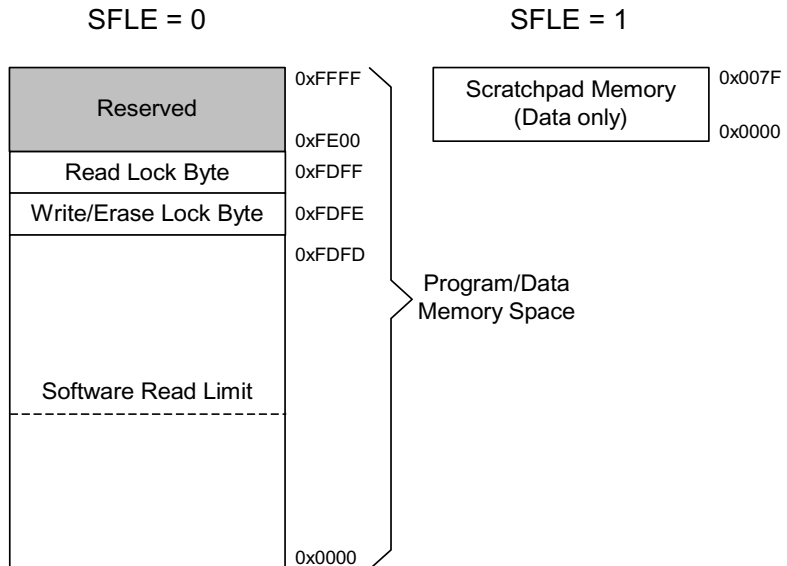 SFLE = 0
SFLE = 1
Reserved
0xFFFF
0xFE00
Read Lock Byte
0xFDFF
Write/Erase Lock Byte
0xFDFE
0xFDFD
Software Read Limit
0x0000
Program/Data
Memory Space
Scratchpad Memory
(Data only)
0x007F
0x0000